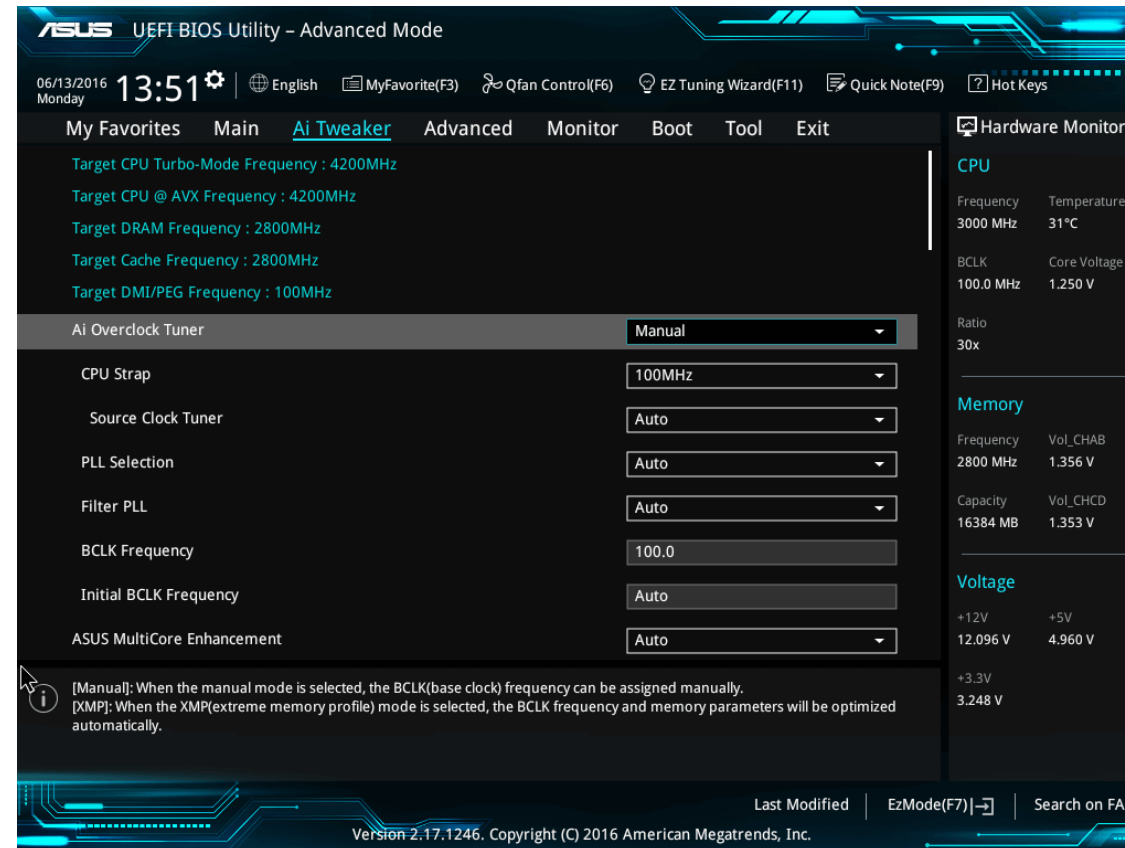 ASUS UEFI BIOS Utility – Advanced Mode
06/13/2016
Monday
13:51
English
MyFavorite(F3)
Qfan Control(F6)
EZ Tuning Wizard(F11)
Quick Note(F9)
? Hot Keys
My Favorites
Main
Ai Tweaker
Advanced
Monitor
Boot
Tool
Exit
Target CPU Turbo-Mode Frequency : 4200MHz
Target CPU @ AVX Frequency : 4200MHz
Target DRAM Frequency : 2800MHz
Target Cache Frequency : 2800MHz
Target DMI/PEG Frequency : 100MHz
Ai Overclock Tuner Manual
CPU Strap 100MHz
Source Clock Tuner Auto
PLL Selection Auto
Filter PLL Auto
BCLK Frequency 100.0
Initial BCLK Frequency Auto
ASUS MultiCore Enhancement Auto
[Manual]: When the manual mode is selected, the BCLK(base clock) frequency can be assigned manually.
[XMP]: When the XMP(extreme memory profile) mode is selected, the BCLK frequency and memory parameters will be optimized
automatically.
Hardware Monitor
CPU
Frequency Temperature
3000 MHz 31°C
BCLK Core Voltage
100.0 MHz 1.250 V
Ratio
30x
Memory
Frequency Vol_CHAB
2800 MHz 1.356 V
Capacity Vol_CHCD
16384 MB 1.353 V
Voltage
+12V +5V
12.096 V 4.960 V
+3.3V
3.248 V
Last Modified
EzMode(F7)
Search on FA
Version 2.17.1246. Copyright (C) 2016 American Megatrends, Inc.